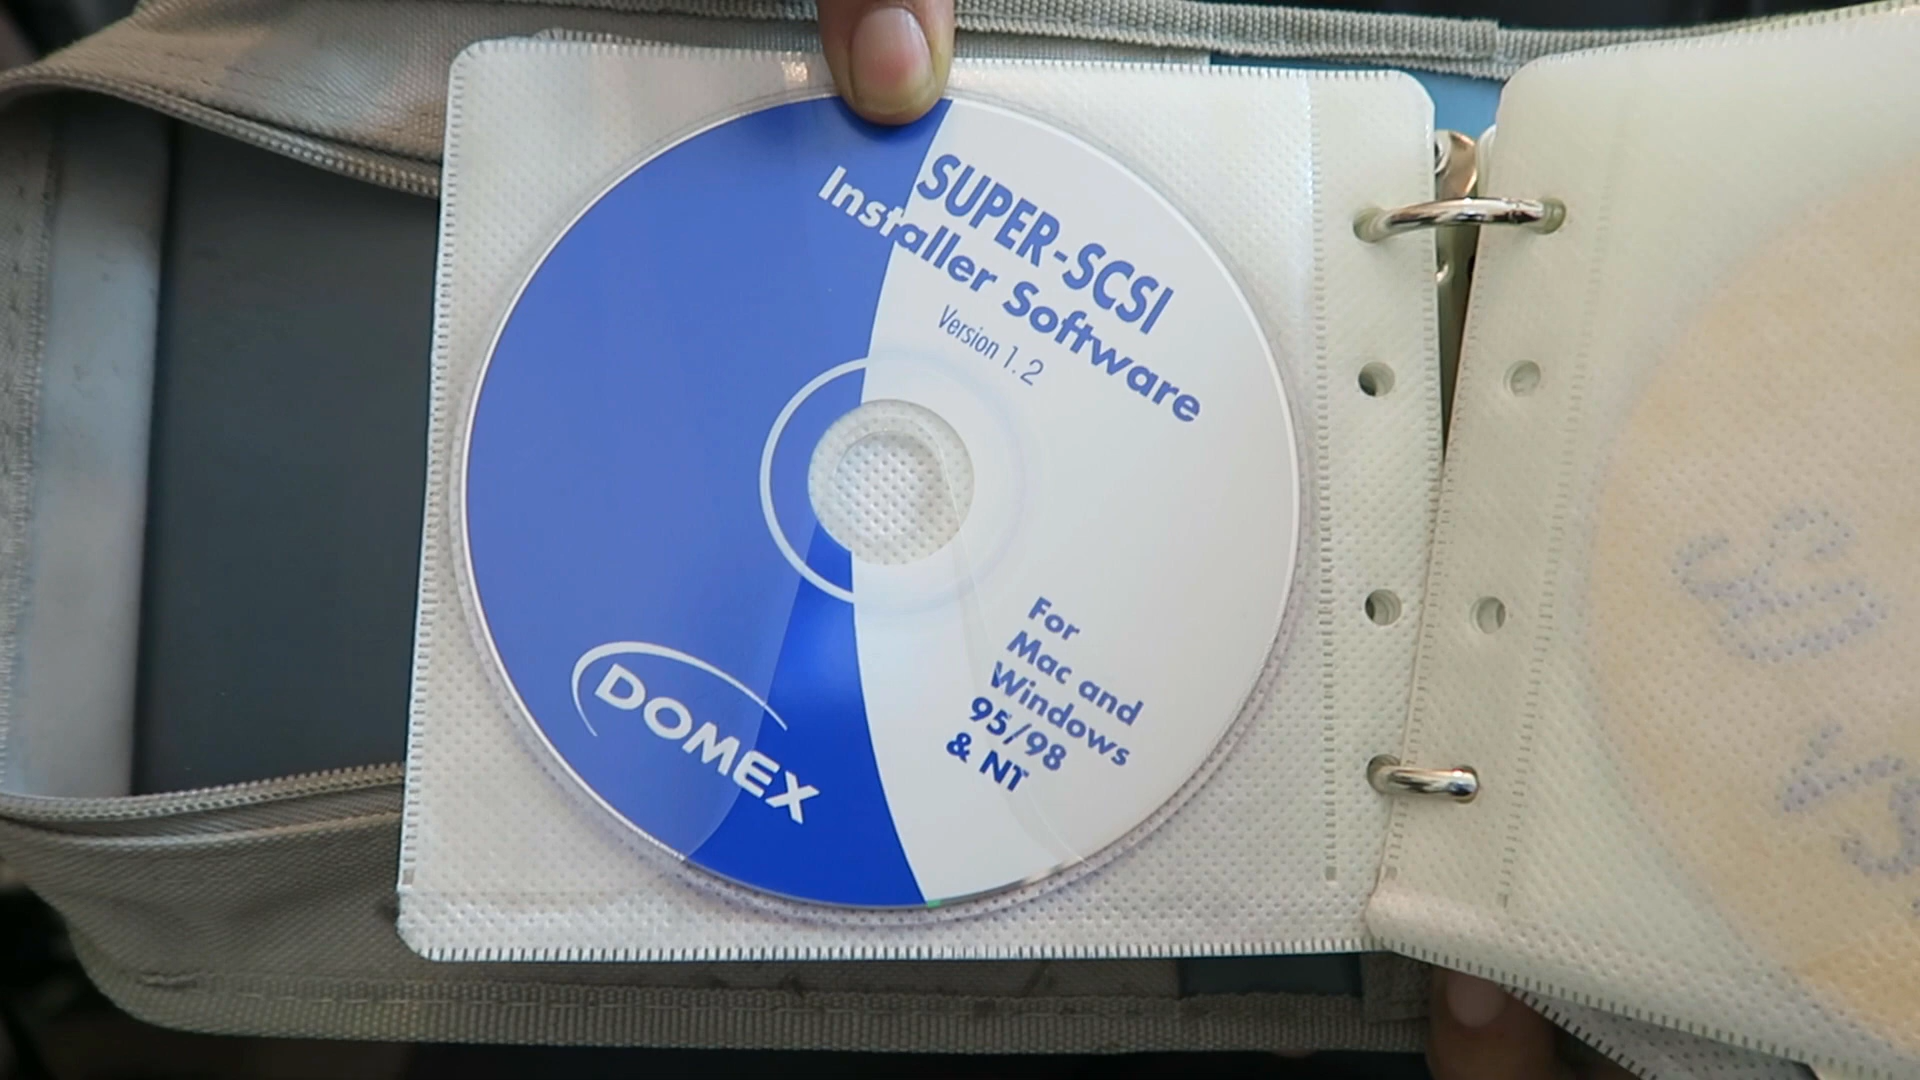 SUPER-SCSI
Installer Software
Version 1.2
For
Mac and
Windows
95/98
& NT
DOMEX